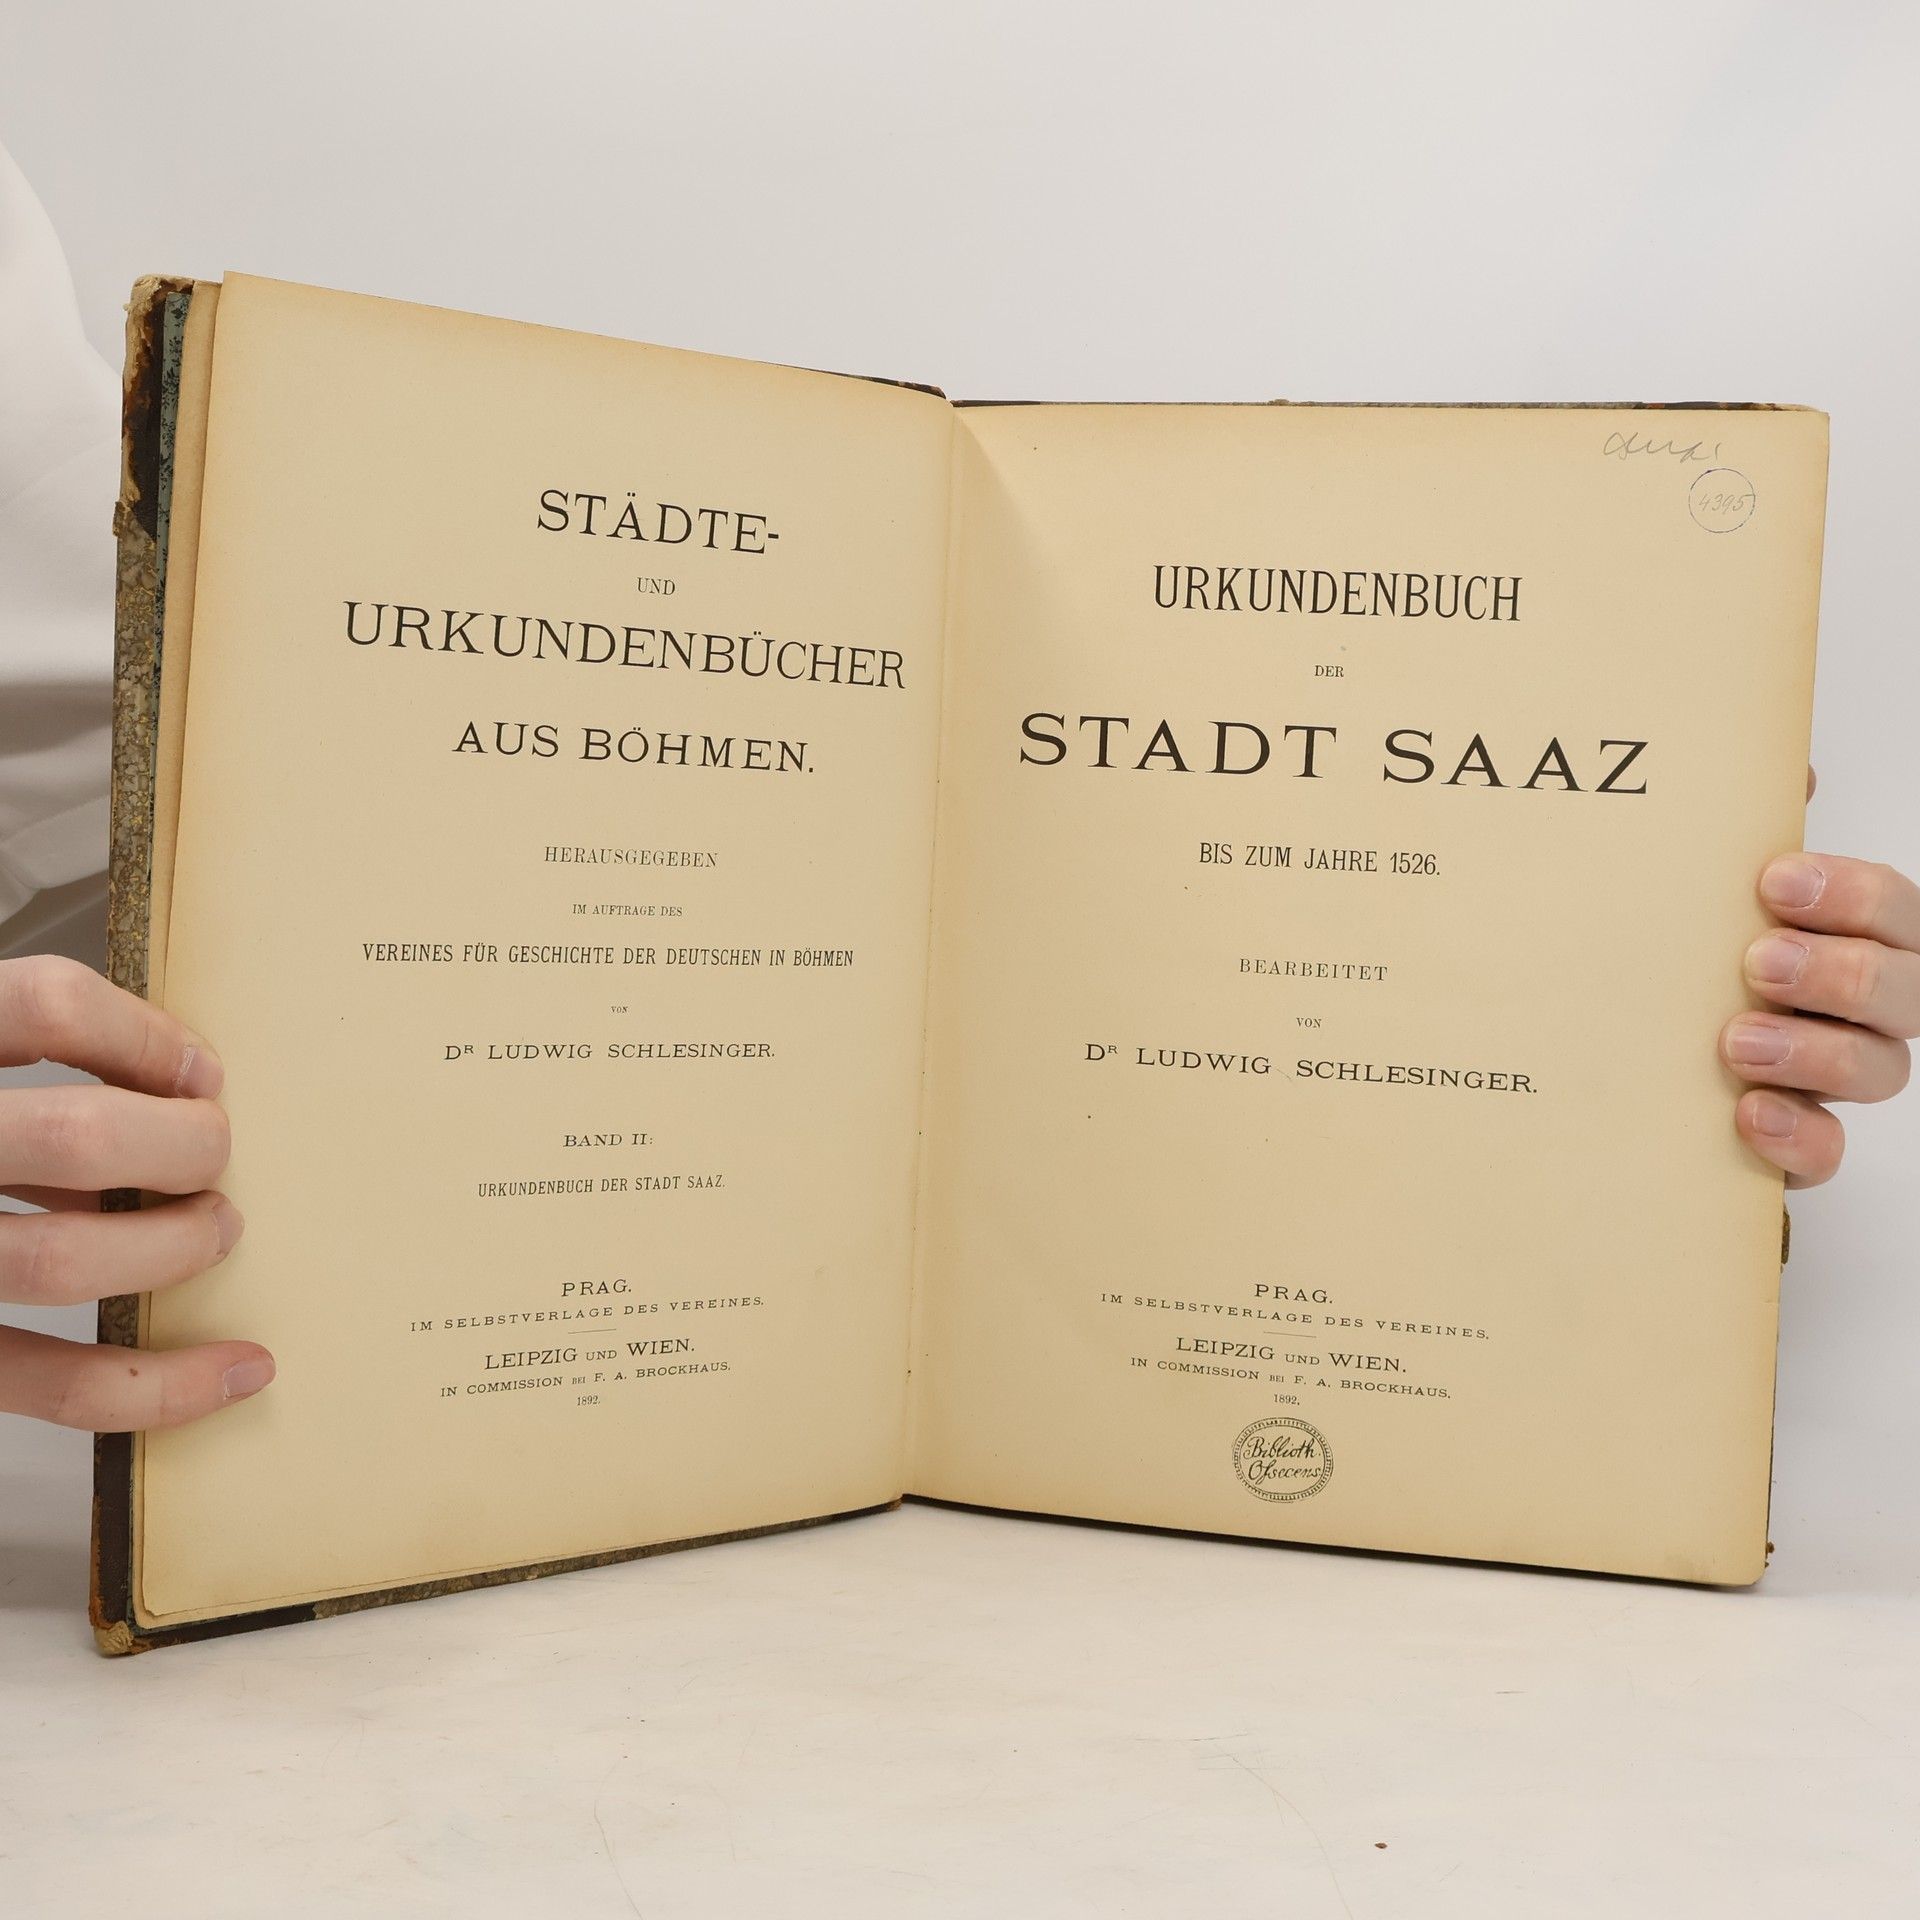 STÄDTE-
UND
URKUNDENBÜCHER
AUS BÖHMEN.
HERAUSGEGEBEN
IM AUFTRAGE DES
VEREINES FÜR GESCHICHTE DER DEUTSCHEN IN BÖHMEN
VON
DR LUDWIG SCHLESINGER.
BAND II:
URKUNDENBUCH DER STADT SAAZ.
PRAG.
IM SELBSTVERLAGE DES VEREINES.
LEIPZIG UND WIEN.
IN COMMISSION BEI F. A. BROCKHAUS.
1892.
4395
URKUNDENBUCH
DER
STADT SAAZ
BIS ZUM JAHRE 1526.
BEARBEITET
VON
DR LUDWIG SCHLESINGER.
PRAG.
IM SELBSTVERLAGE DES VEREINES.
LEIPZIG UND WIEN.
IN COMMISSION BEI F. A. BROCKHAUS.
1892.
Biblioth.
Ossecens.